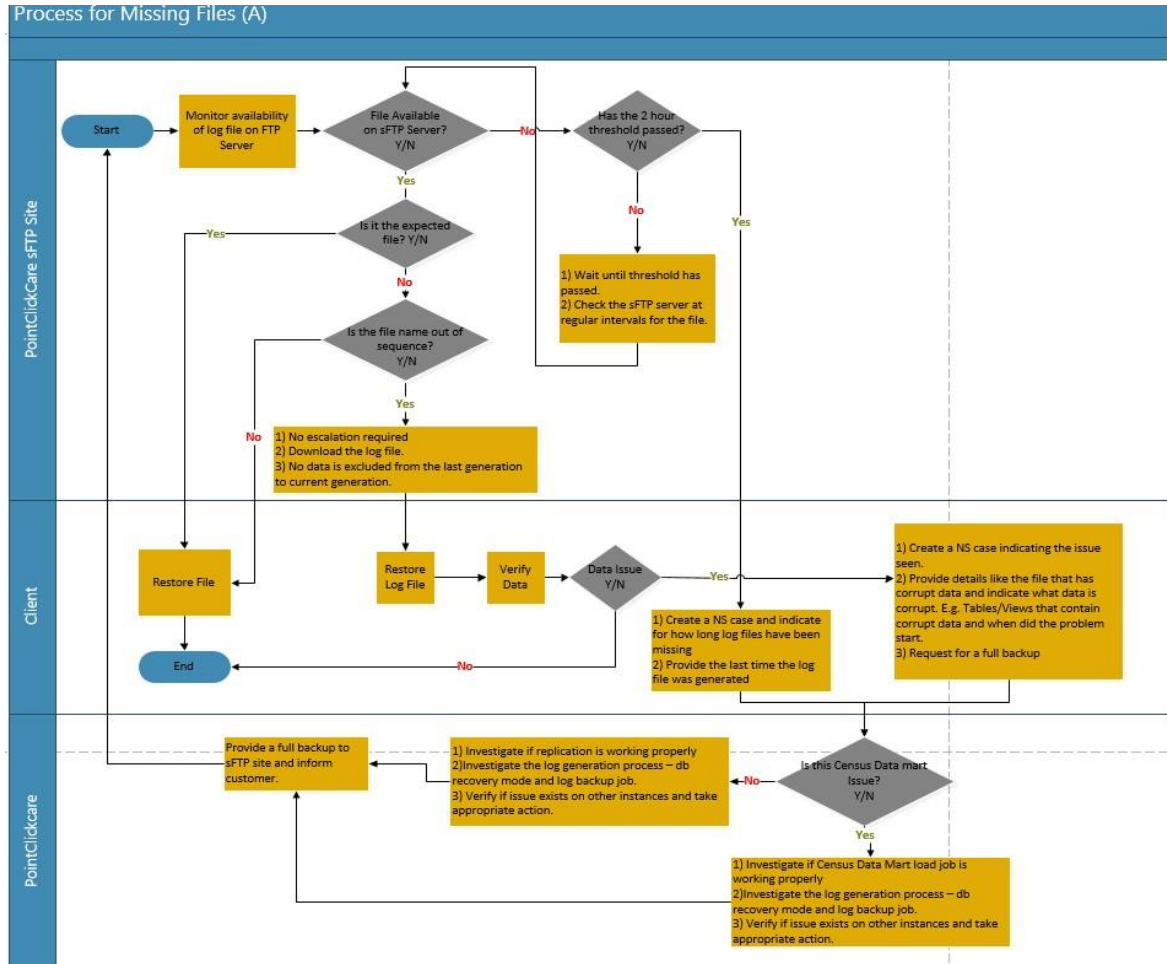 Process for Missing Files (A)
PointClickCare sFTP Site
Start
Monitor availability
of log file on FTP
Server
File Available
on sFTP Server?
Y/N
No
Has the 2 hour
threshold passed?
Y/N
Yes
Is it the expected
file? Y/N
Yes
No
Yes
No
1) Wait until threshold has
passed.
2) Check the sFTP server at
regular intervals for the file.
Is the file name out of
sequence?
Y/N
Yes
No
1) No escalation required
2) Download the log file.
3) No data is excluded from the last generation
to current generation.
Client
Restore File
Restore
Log File
Verify
Data
Data Issue
Y/N
Yes
1) Create a NS case indicating the issue
seen.
2) Provide details like the file that has
corrupt data and indicate what data is
corrupt. E.g. Tables/Views that contain
corrupt data and when did the problem
start.
3) Request for a full backup
1) Create a NS case and indicate
for how long log files have been
missing
2) Provide the last time the log
file was generated
End
No
PointClickcare
Provide a full backup to
sFTP site and inform
customer.
1) Investigate if replication is working properly
2)Investigate the log generation process – db
recovery mode and log backup job.
3) Verify if issue exists on other instances and take
appropriate action.
No
Is this Census Data mart
Issue?
Y/N
Yes
1) Investigate if Census Data Mart load job is
working properly
2)Investigate the log generation process – db
recovery mode and log backup job.
3) Verify if issue exists on other instances and take
appropriate action.